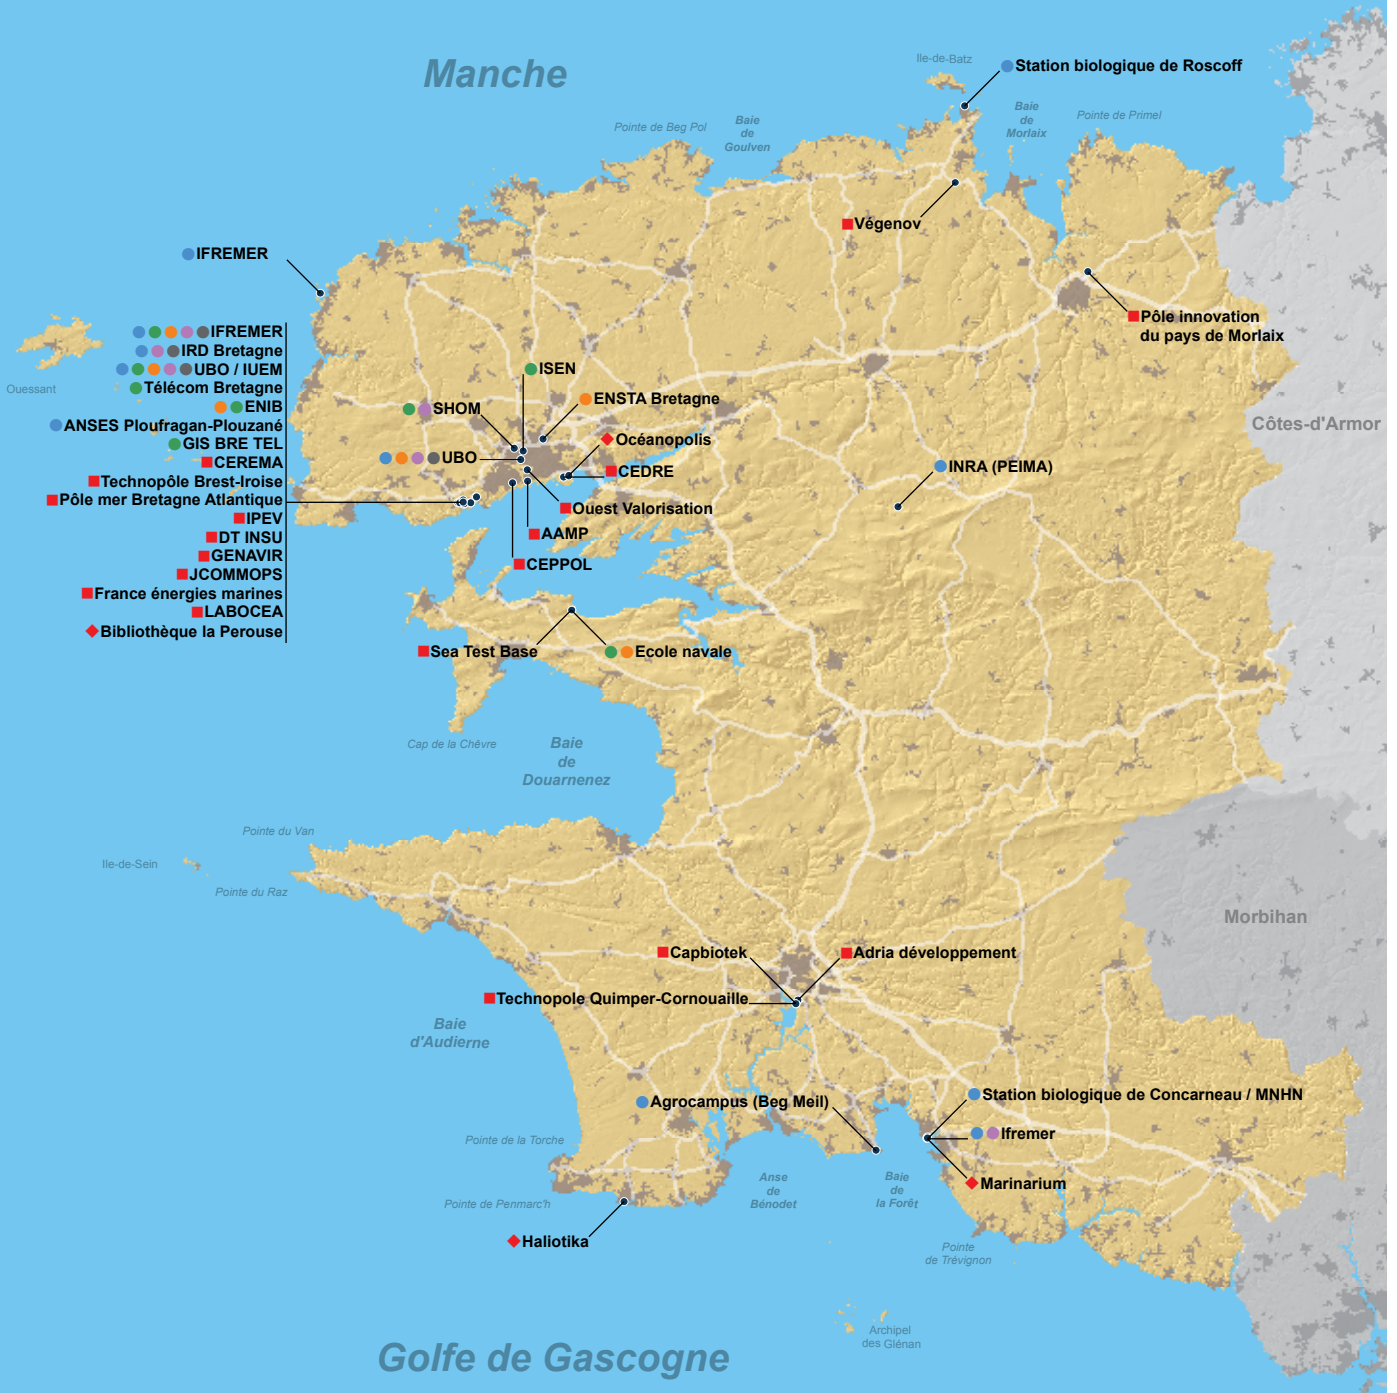 Manche
Ile-de-Batz
Station biologique de Roscoff
Baie
de
Morlaix
Pointe de Primel
Pointe de Beg Pol
Baie
de
Goulven
Végenov
IFREMER
Pôle innovation
du pays de Morlaix
Ouessant
IFREMER
IRD Bretagne
UBO / IUEM
Télécom Bretagne
ENIB
ANSES Ploufragan-Plouzané
GIS BRE TEL
CEREMA
Technopôle Brest-Iroise
Pôle mer Bretagne Atlantique
IPEV
DT INSU
GENAVIR
JCOMMOPS
France énergies marines
LABOCEA
Bibliothèque la Perouse
ISEN
SHOM
ENSTA Bretagne
Océanopolis
UBO
CEDRE
Ouest Valorisation
AAMP
CEPPOL
INRA (PEIMA)
Côtes-d'Armor
Sea Test Base
Ecole navale
Cap de la Chêvre
Baie
de
Douarnenez
Pointe du Van
Ile-de-Sein
Pointe du Raz
Morbihan
Capbiotek
Adria développement
Technopole Quimper-Cornouaille
Baie
d'Audierne
Agrocampus (Beg Meil)
Station biologique de Concarneau / MNHN
Ifremer
Marinarium
Pointe de la Torche
Pointe de Penmarc'h
Anse
de
Bénodet
Baie
de
la Forêt
Haliotika
Pointe
de Trévignon
Archipel
des Glénan
Golfe de Gascogne